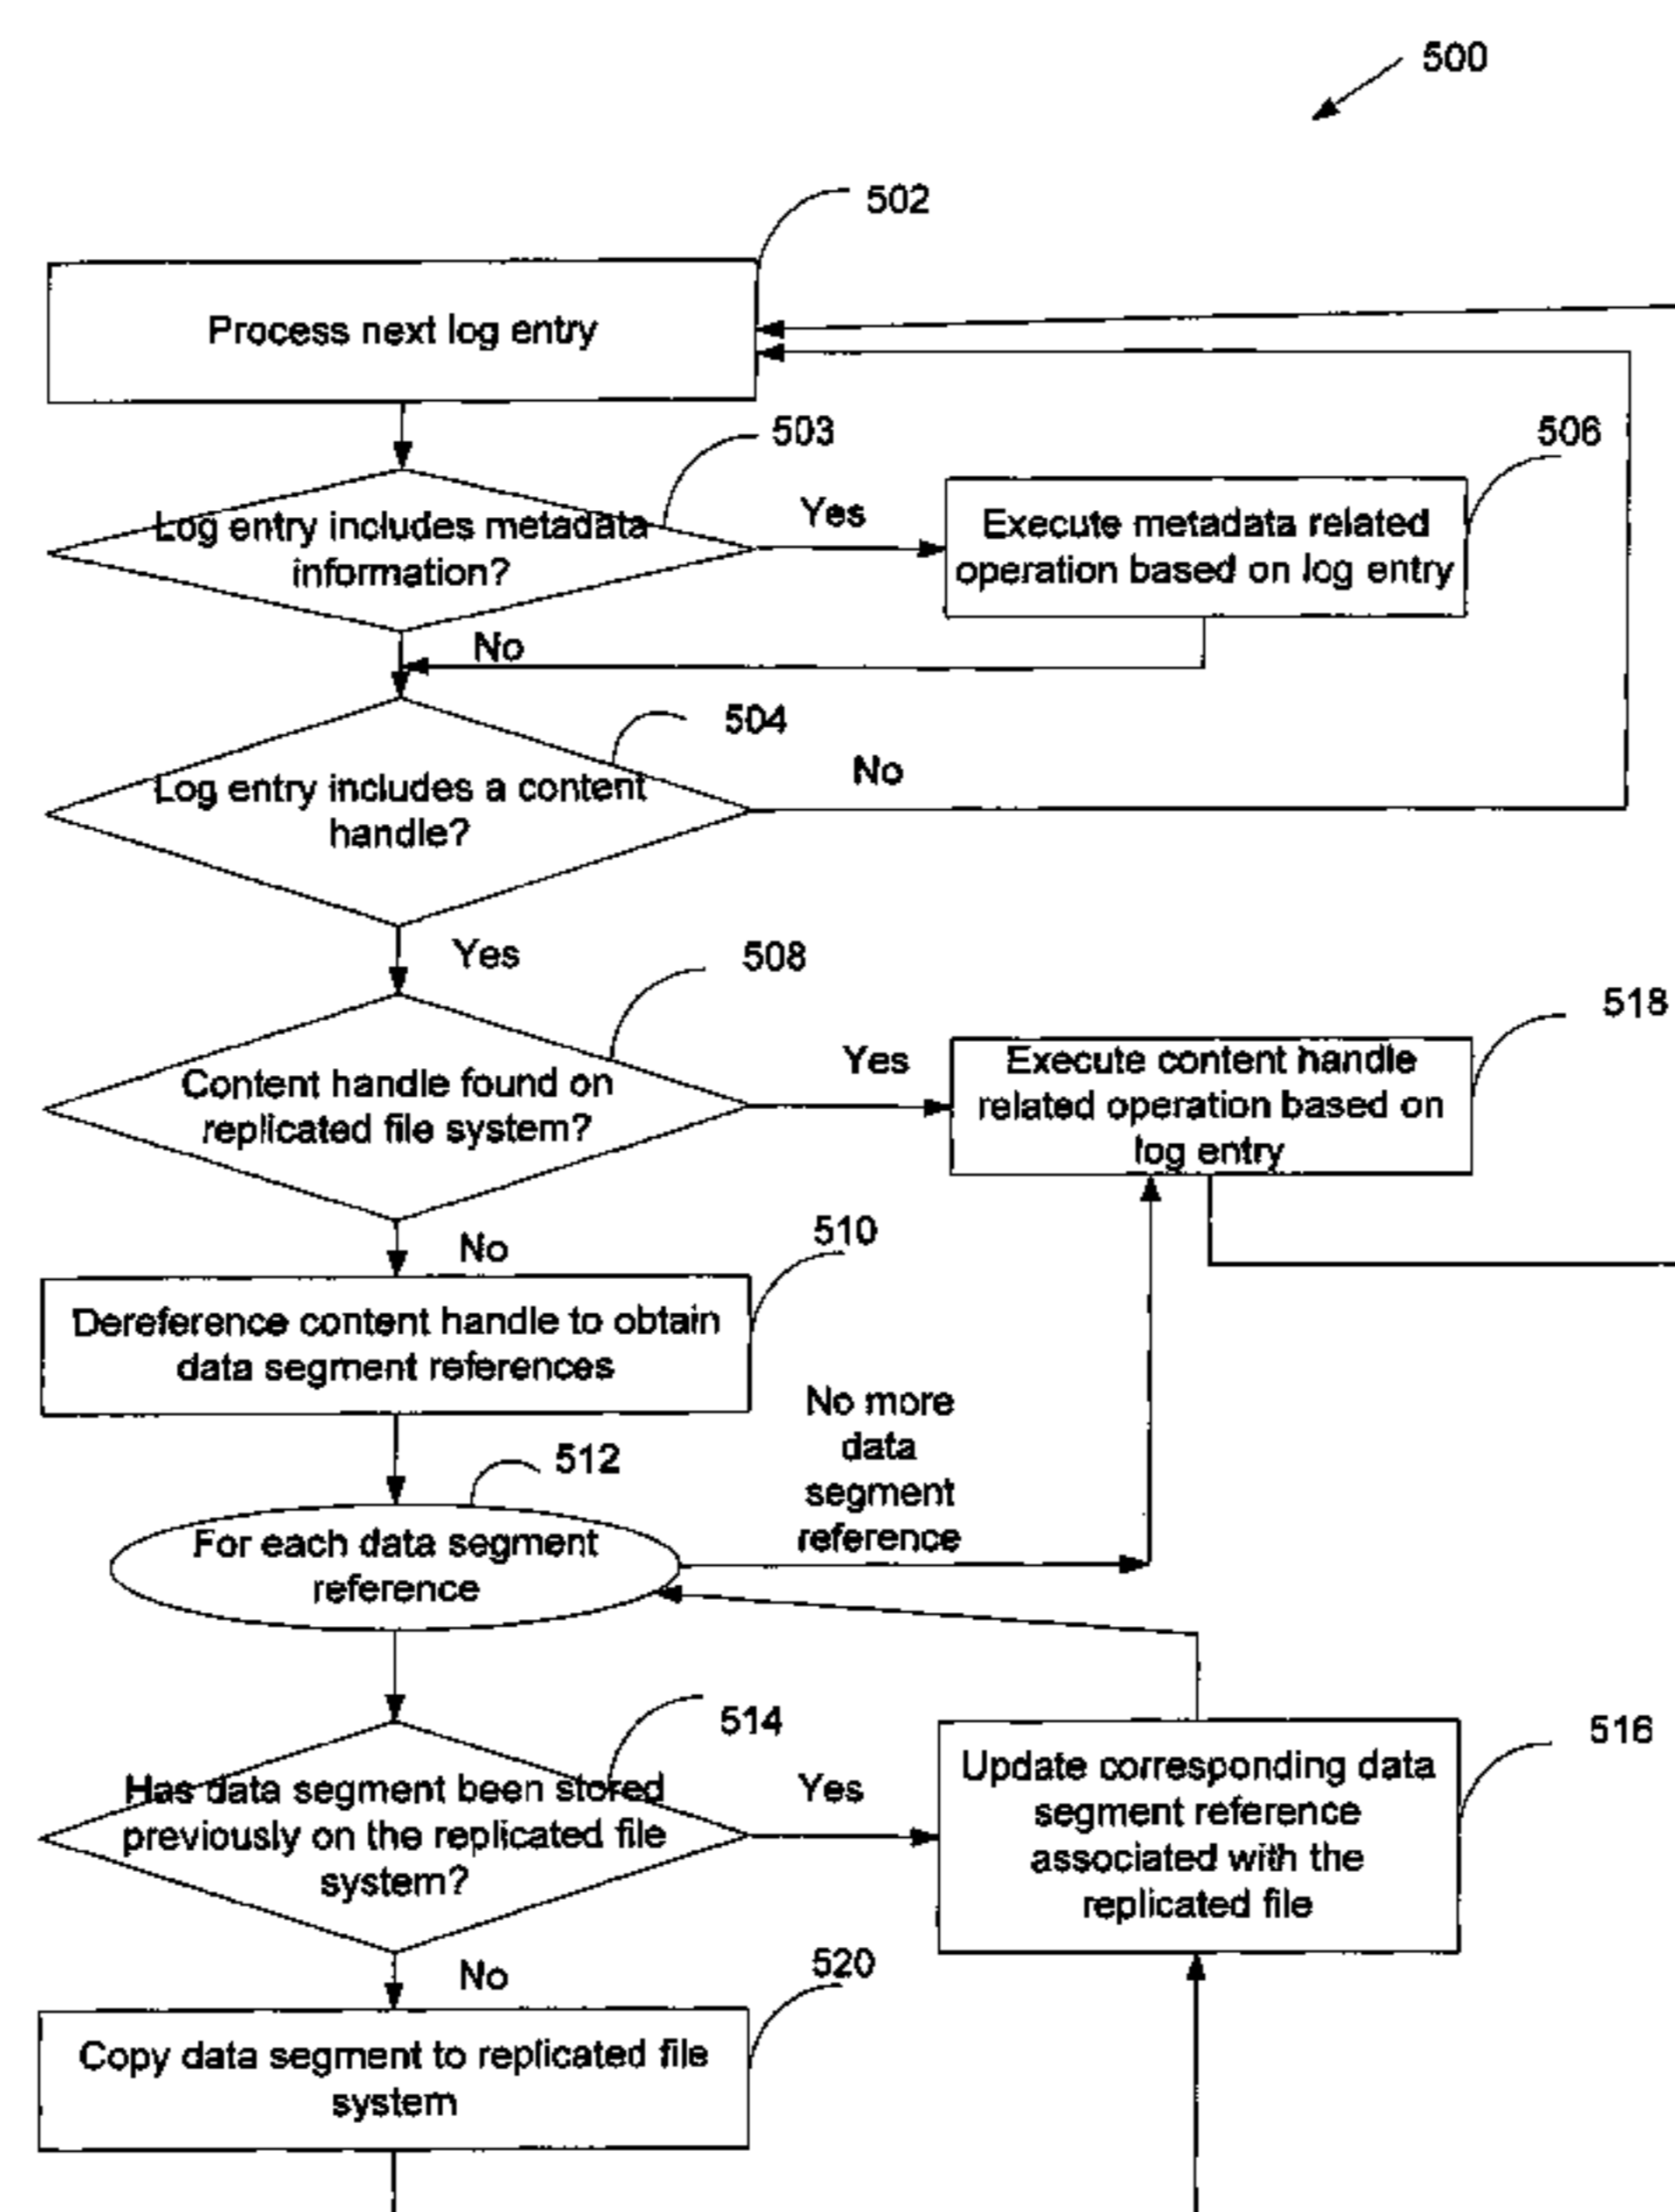 500
502
Process next log entry
503
506
Log entry includes metadata
information?
Yes
Execute metadata related
operation based on log entry
No
504
Log entry includes a content
handle?
No
Yes
508
518
Content handle found on
replicated file system?
Yes
Execute content handle
related operation based on
log entry
No
510
Dereference content handle to obtain
data segment references
No more
data
segment
reference
512
For each data segment
reference
514
516
Has data segment been stored
previously on the replicated file
system?
Yes
Update corresponding data
segment reference
associated with the
replicated file
No
520
Copy data segment to replicated file
system